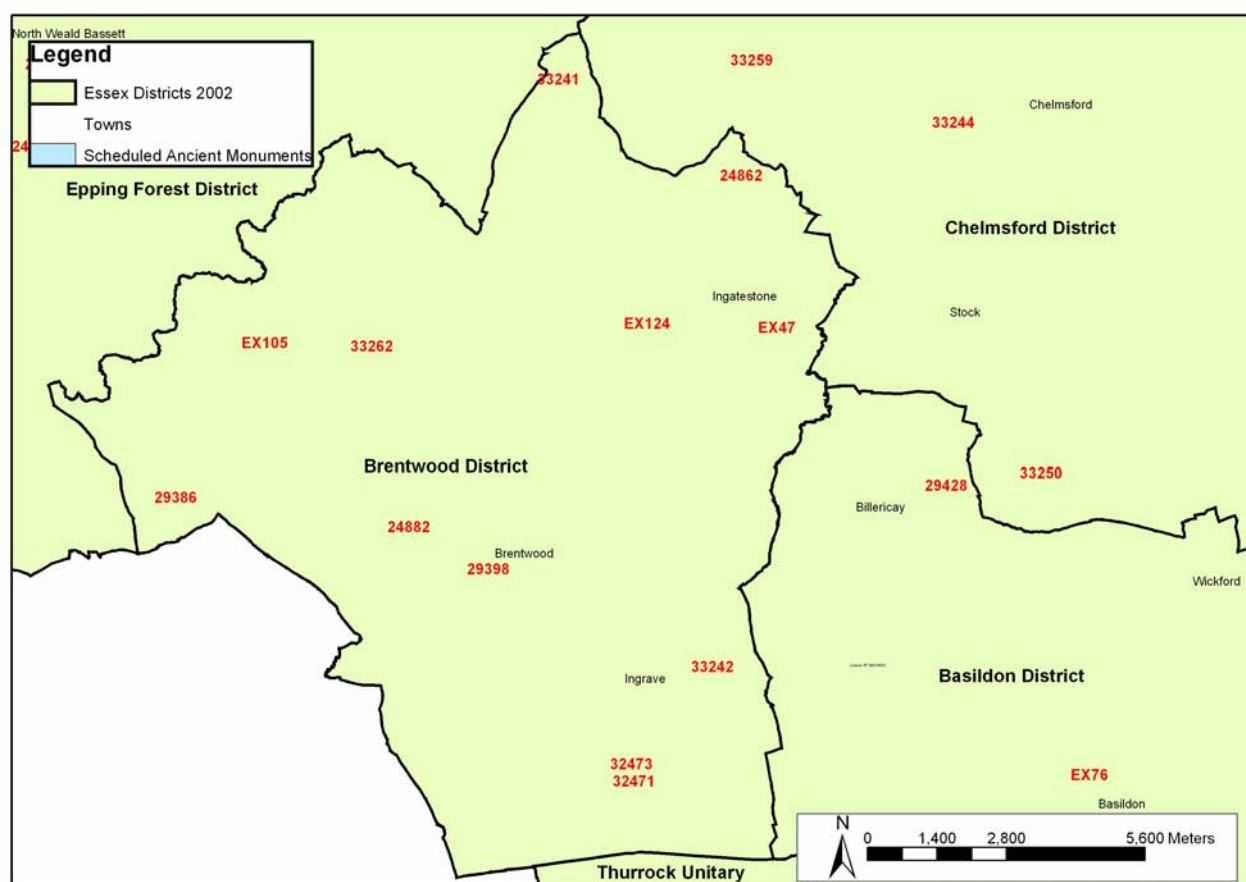 North Weald Bassett
Legend
Essex Districts 2002
Towns
Scheduled Ancient Monuments
24
Epping Forest District
33241
33259
Chelmsford
33244
24862
Chelmsford District
Ingatestone
EX124
EX47
Stock
EX105
33262
Brentwood District
29386
24882
Brentwood
29398
29428
33250
Billericay
Wickford
33242
Ingrave
Basildon District
32473
32471
EX76
Basildon
N
0 1,400 2,800 5,600 Meters
Thurrock Unitary